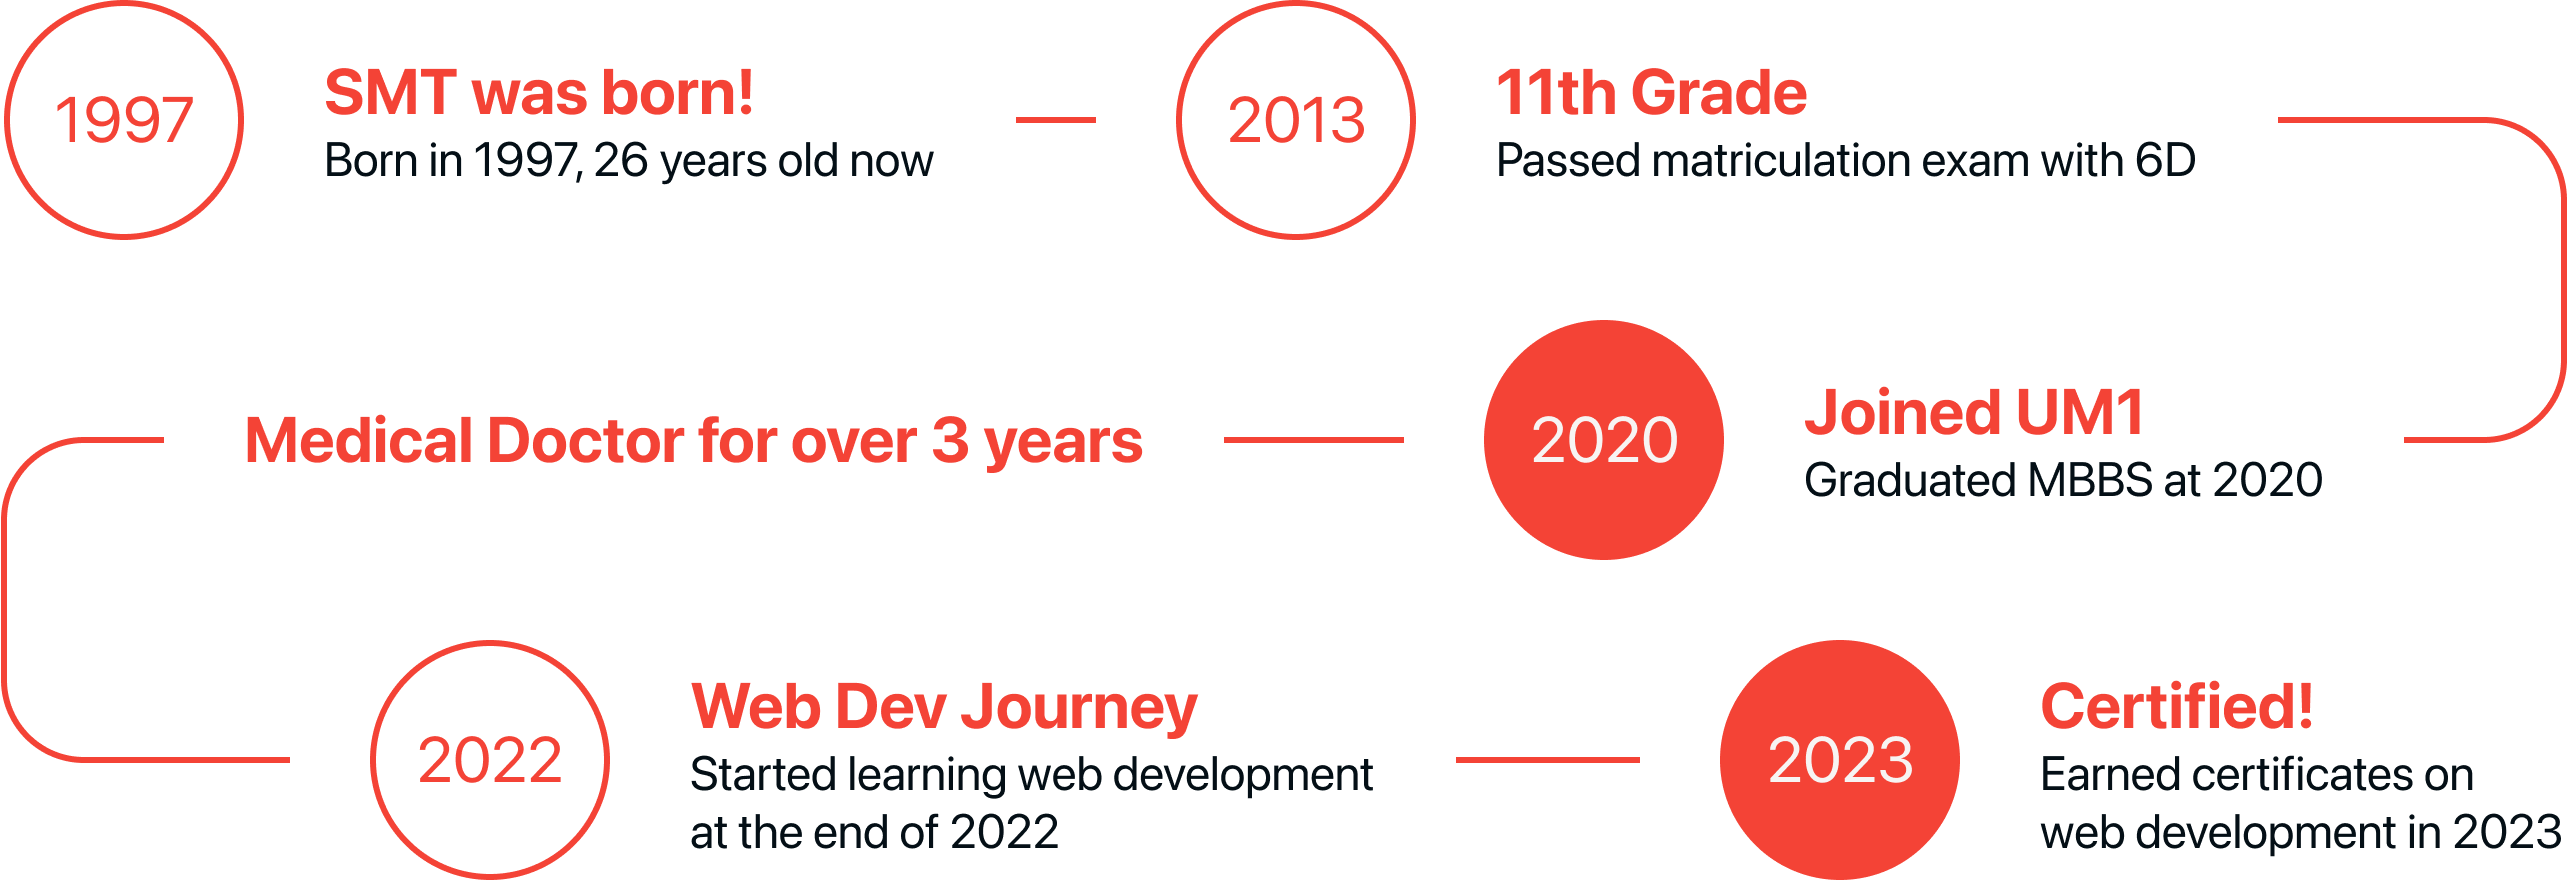 1997
SMT was born!
Born in 1997, 26 years old now
2013
11th Grade
Passed matriculation exam with 6D
2020
Joined UM1
Graduated MBBS at 2020
Medical Doctor for over 3 years
2022
Web Dev Journey
Started learning web development
at the end of 2022
2023
Certified!
Earned certificates on
web development in 2023